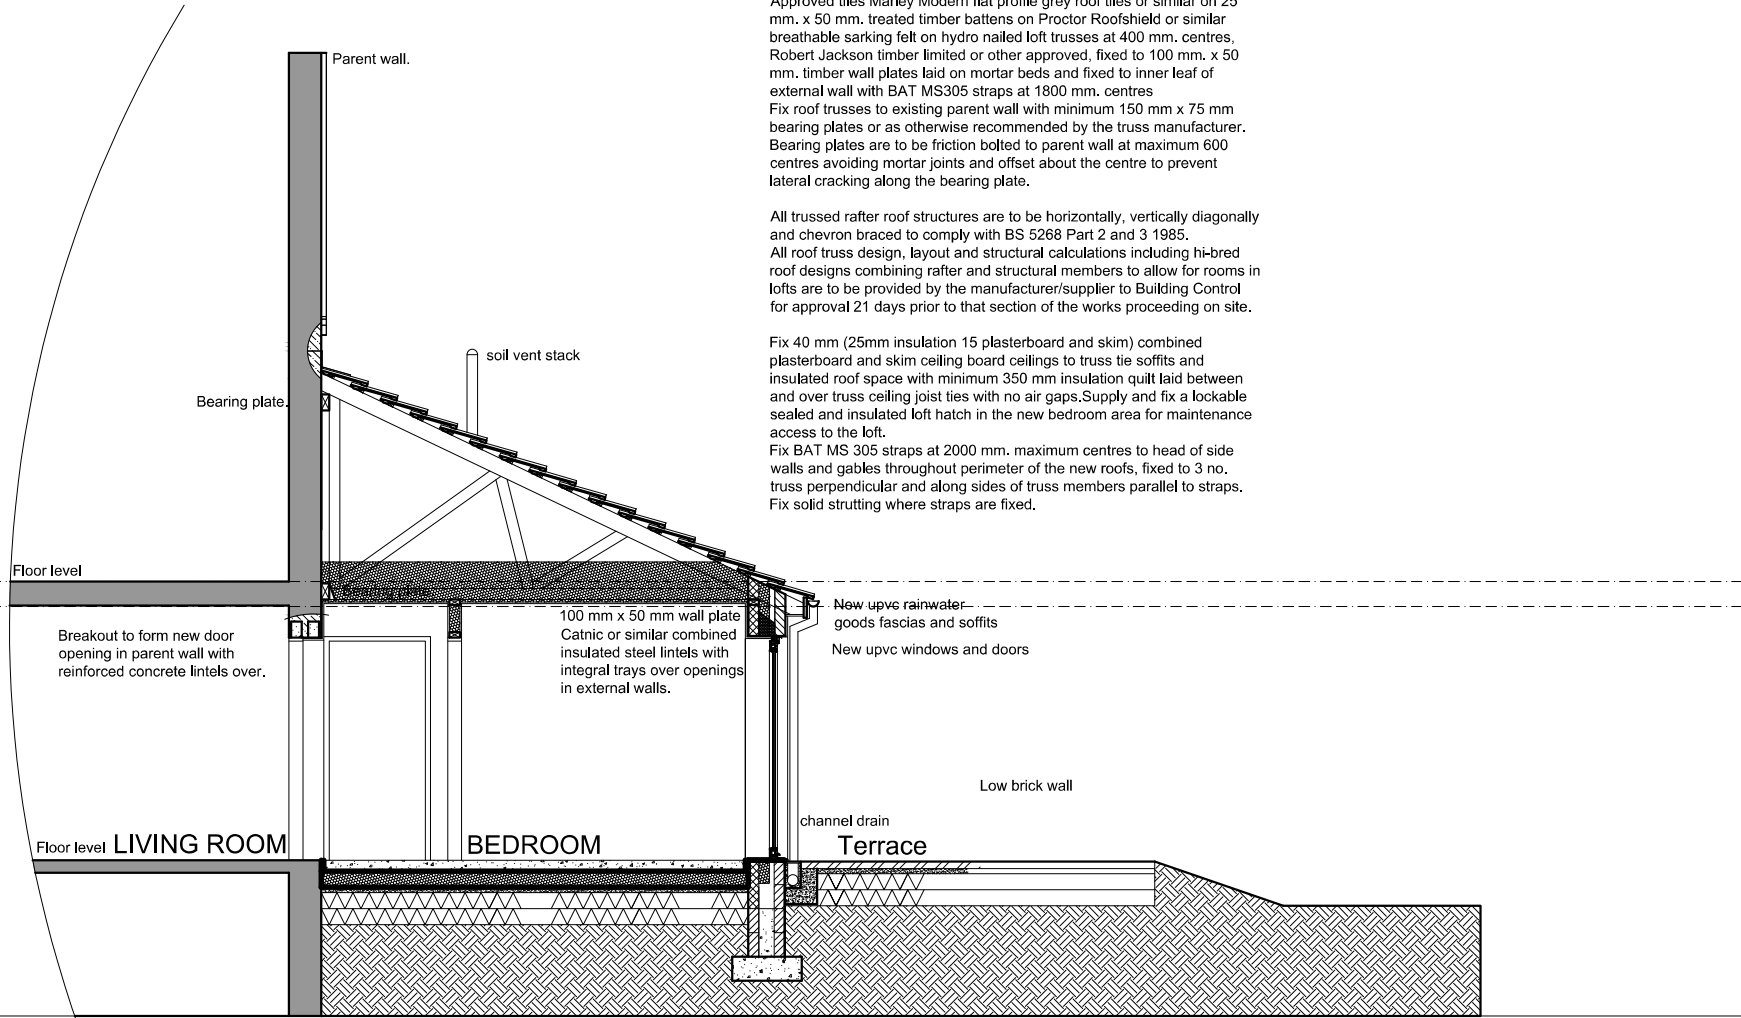 Approved tiles Marley Modern flat profile grey roof tiles or similar on 25
mm. x 50 mm. treated timber battens on Proctor Roofshield or similar
breathable sarking felt on hydro nailed loft trusses at 400 mm. centres,
Robert Jackson timber limited or other approved, fixed to 100 mm. x 50
mm. timber wall plates laid on mortar beds and fixed to inner leaf of
external wall with BAT MS305 straps at 1800 mm. centres
Fix roof trusses to existing parent wall with minimum 150 mm x 75 mm
bearing plates or as otherwise recommended by the truss manufacturer.
Bearing plates are to be friction bolted to parent wall at maximum 600
centres avoiding mortar joints and offset about the centre to prevent
lateral cracking along the bearing plate.
All trussed rafter roof structures are to be horizontally, vertically diagonally
and chevron braced to comply with BS 5268 Part 2 and 3 1985.
All roof truss design, layout and structural calculations including hi-bred
roof designs combining rafter and structural members to allow for rooms in
lofts are to be provided by the manufacturer/supplier to Building Control
for approval 21 days prior to that section of the works proceeding on site.
Fix 40 mm (25mm insulation 15 plasterboard and skim) combined
plasterboard and skim ceiling board ceilings to truss tie soffits and
insulated roof space with minimum 350 mm insulation quilt laid between
and over truss ceiling joist ties with no air gaps.Supply and fix a lockable
sealed and insulated loft hatch in the new bedroom area for maintenance
access to the loft.
Fix BAT MS 305 straps at 2000 mm. maximum centres to head of side
walls and gables throughout perimeter of the new roofs, fixed to 3 no.
truss perpendicular and along sides of truss members parallel to straps.
Fix solid strutting where straps are fixed.
Parent wall.
soil vent stack
Bearing plate.
Floor level
Bearing plate.
Breakout to form new door
opening in parent wall with
reinforced concrete lintels over.
100 mm x 50 mm wall plate
Catnic or similar combined
insulated steel lintels with
integral trays over openings
in external walls.
New upvc rainwater
goods fascias and soffits
New upvc windows and doors
Low brick wall
channel drain
Floor level LIVING ROOM
BEDROOM
Terrace